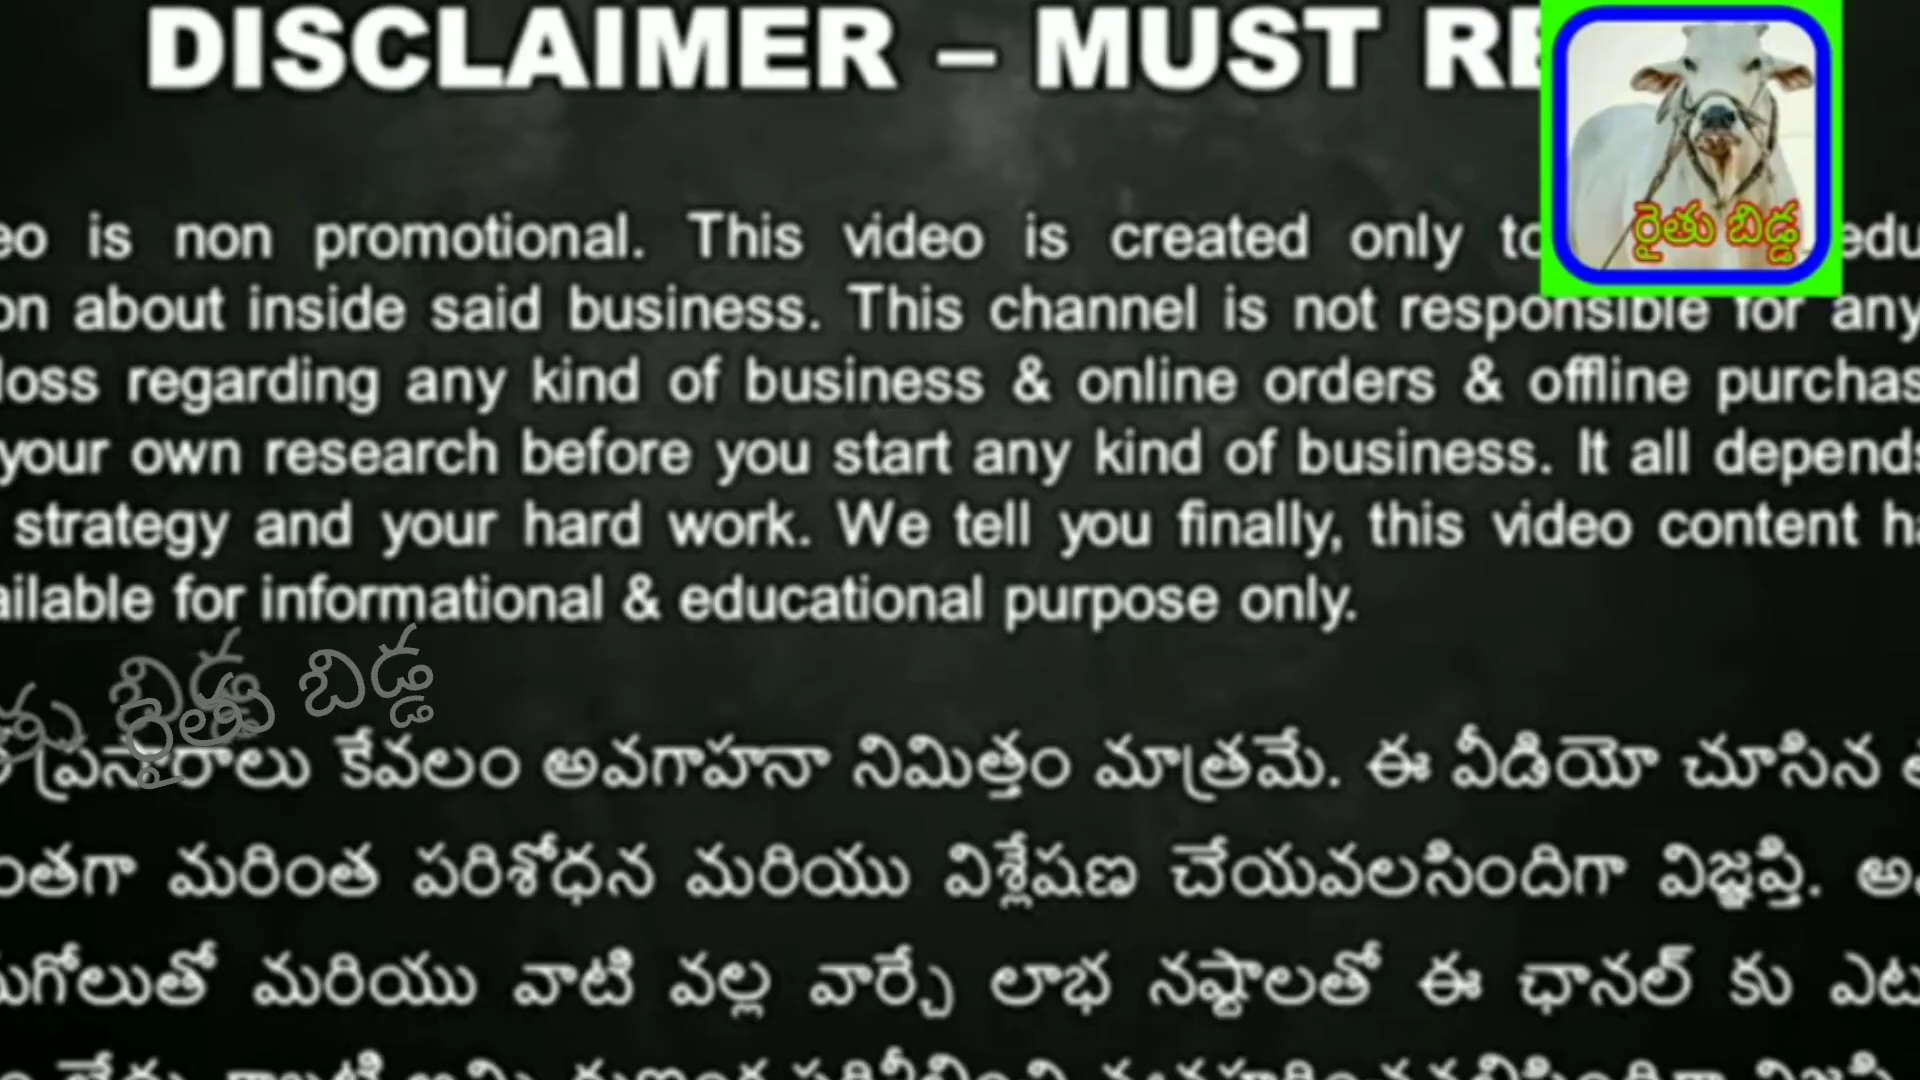 DISCLAIMER – MUST RE
రైతు బిడ్డ
eo is non promotional. This video is created only to edu
on about inside said business. This channel is not responsible for any
loss regarding any kind of business & online orders & offline purchas
your own research before you start any kind of business. It all depends
strategy and your hard work. We tell you finally, this video content ha
ailable for informational & educational purpose only.
బిడ్డ
రైతు బిడ్డ
ప్రసారాలు కేవలం అవగాహనా నిమిత్తం మాత్రమే. ఈ వీడియో చూసిన
ంతగా మరింత పరిశోధన మరియు విశ్లేషణ చేయవలసిందిగా విజ్ఞప్తి.
గోలుతో మరియు వాటి వల్ల వార్చే లాభ నష్టాలతో ఈ ఛానల్ కు ఎట